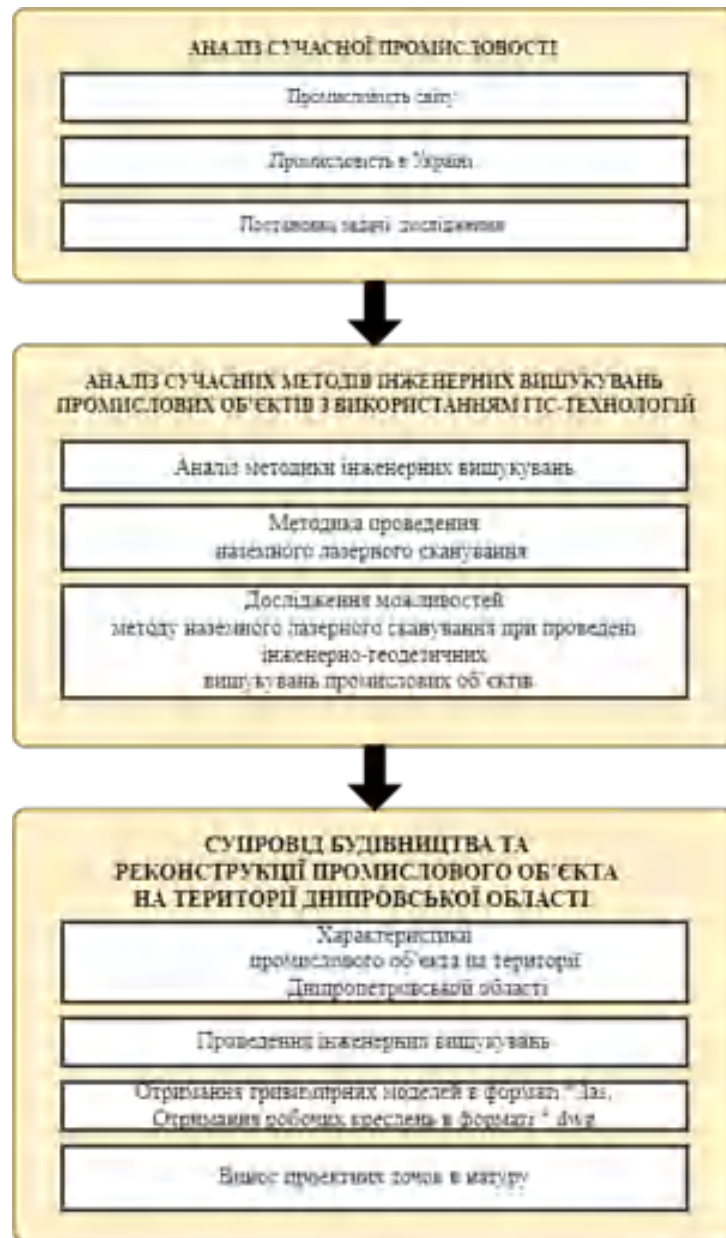 АНАЛІЗ СУЧАСНОЇ ПРОМИСЛОВОСТІ
Промисловість світу
Промисловість в Україні
Постановка задачі дослідження
АНАЛІЗ СУЧАСНИХ МЕТОДІВ ІНЖЕНЕРНИХ ВИШУКУВАНЬ
ПРОМИСЛОВИХ ОБ'ЄКТІВ З ВИКОРИСТАННЯМ ГІС-ТЕХНОЛОГІЙ
Аналіз методики інженерних вишукувань
Методика проведення
наземного лазерного сканування
Дослідження можливостей
методу наземного лазерного сканування при проведені
інженерно-геодезичних
вишукувань промислових об'єктів
СУПРОВІД БУДІВНИЦТВА ТА
РЕКОНСТРУКЦІЇ ПРОМИСЛОВОГО ОБ'ЄКТА
НА ТЕРИТОРІЇ ДНІПРОВСЬКОЇ ОБЛАСТІ
Характеристики
промислового об'єкта на території
Дніпропетровської області
Проведення інженерних вишукувань
Отримання тривимірних моделей в форматі *.las,
Отримання робочих креслень в форматі *.dwg
Винос проектних точок в натуру